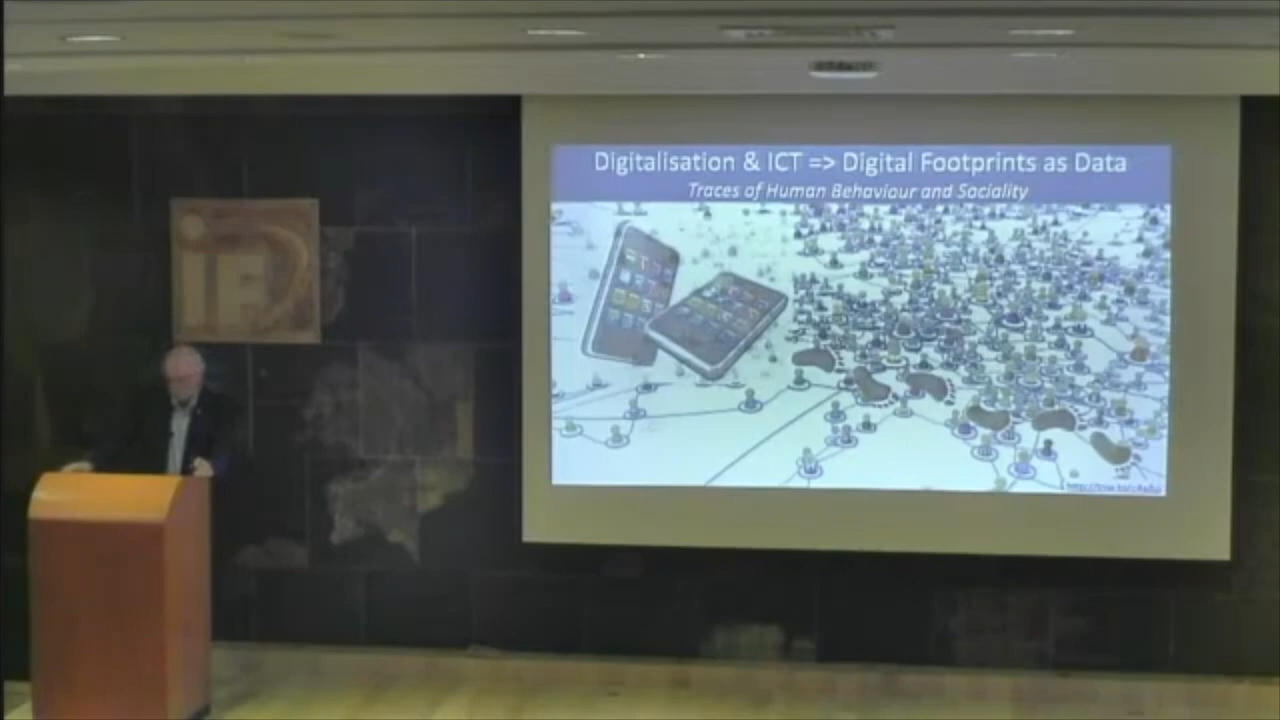 Digitalisation & ICT => Digital Footprints as Data
Traces of Human Behaviour and Sociality